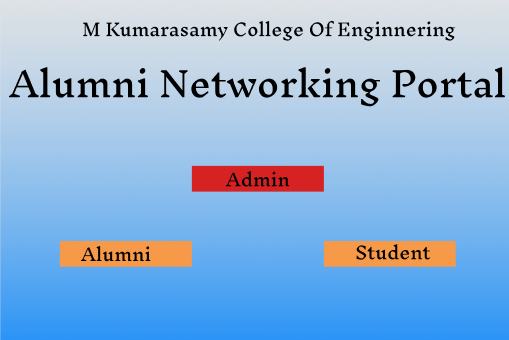 M Kumarasamy College Of Enginnering
Alumni Networking Portal
Admin
Alumni
Student